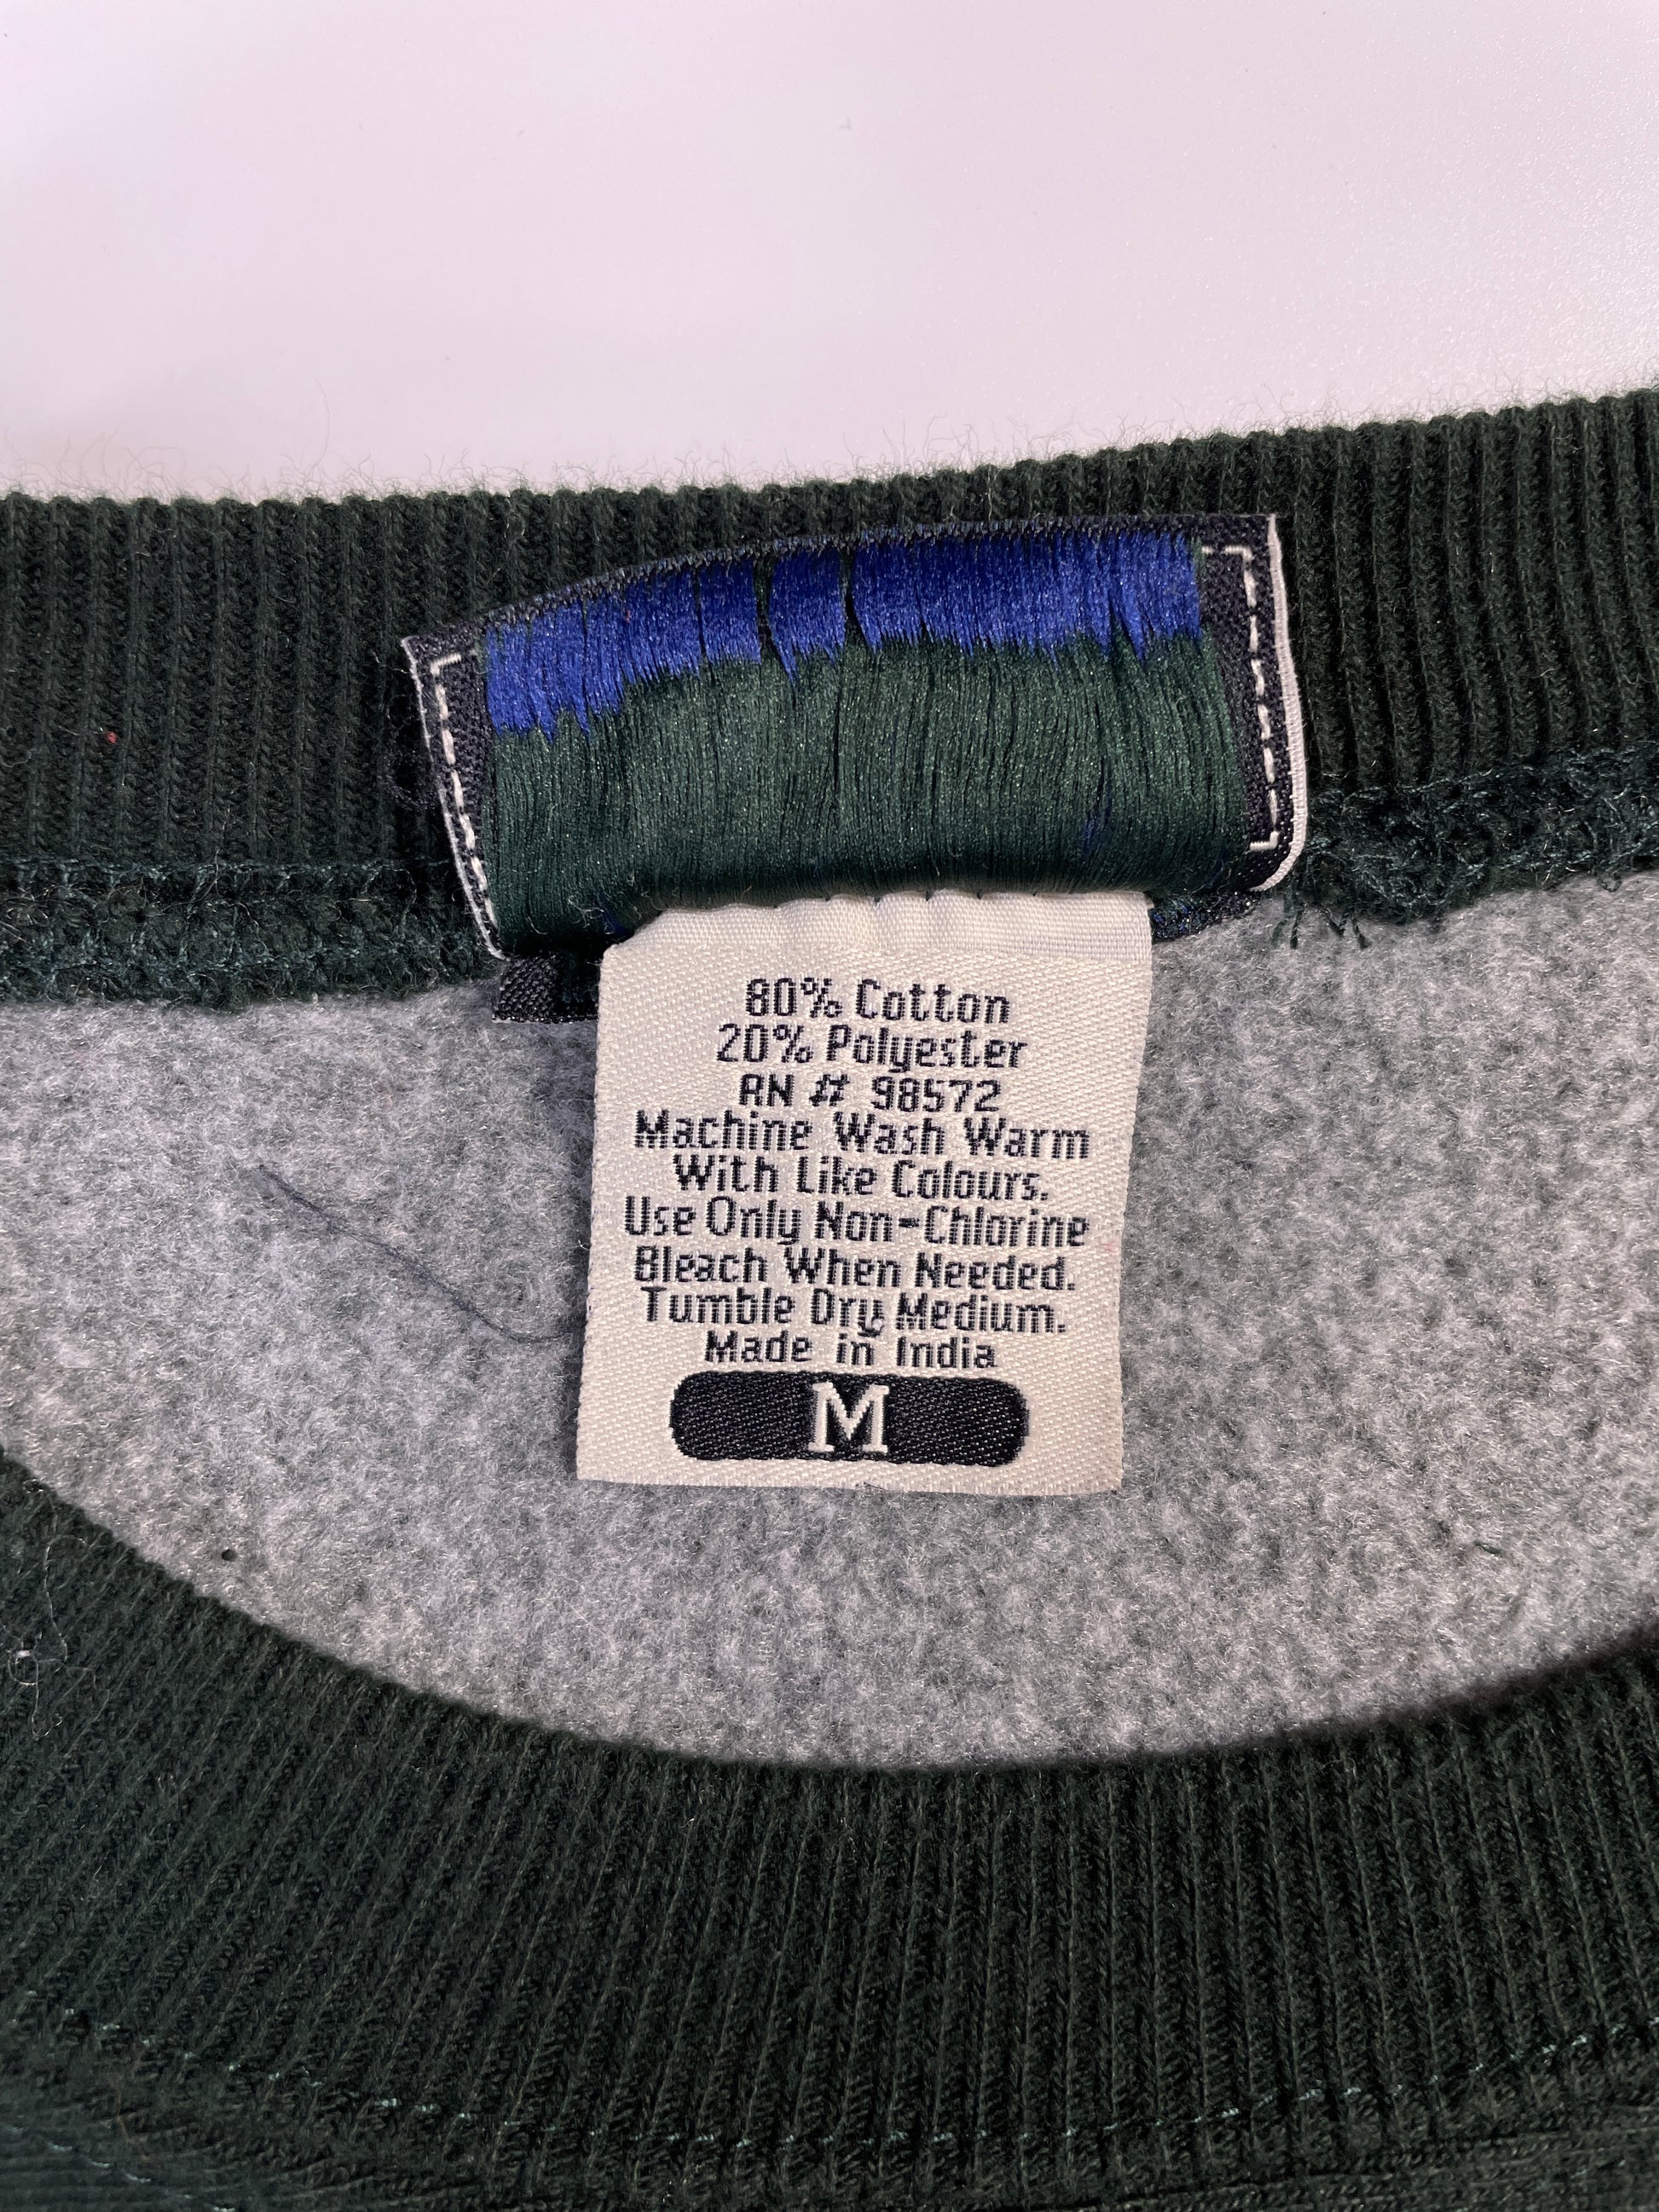 80% Cotton
20% Polyester
RN # 98572
Machine Wash Warm
With Like Colours.
Use Only Non-Chlorine
Bleach When Needed.
Tumble Dry Medium.
Made in India
M